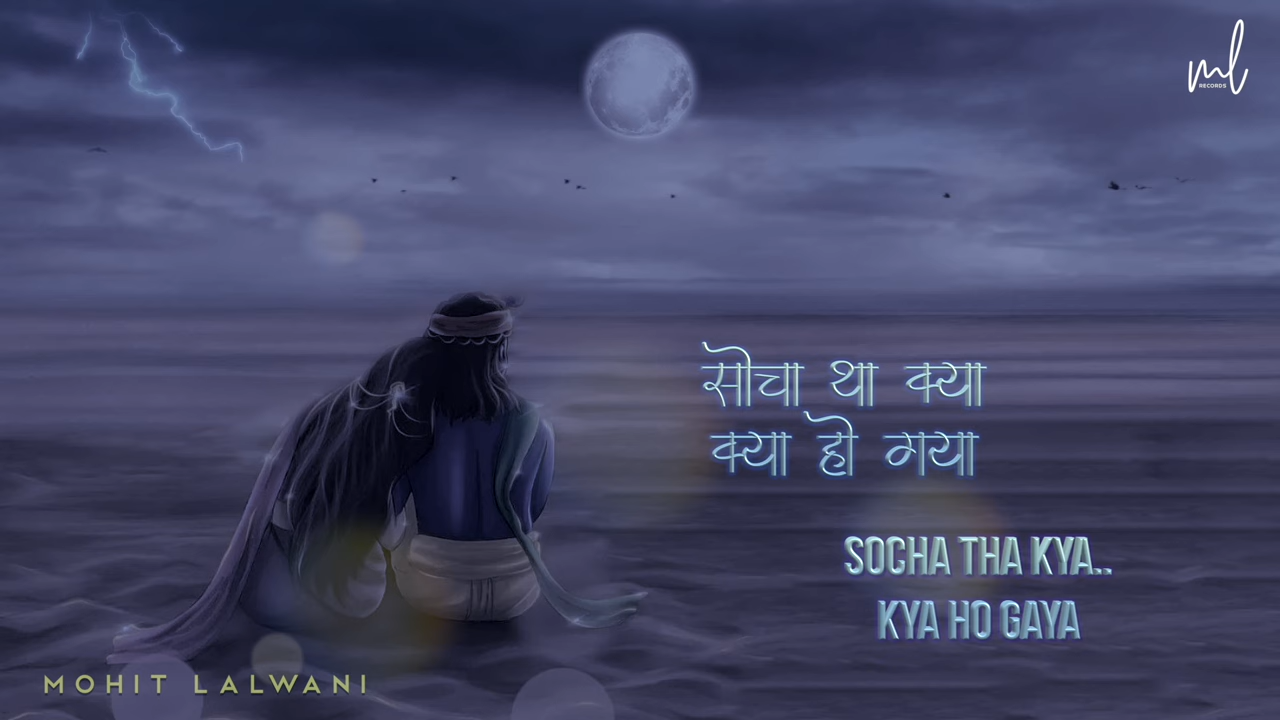 ml
RECORDS
सोचा था क्या
क्या हो गया
SOCHA THA KYA..
KYA HO GAYA
MOHIT LALWANI